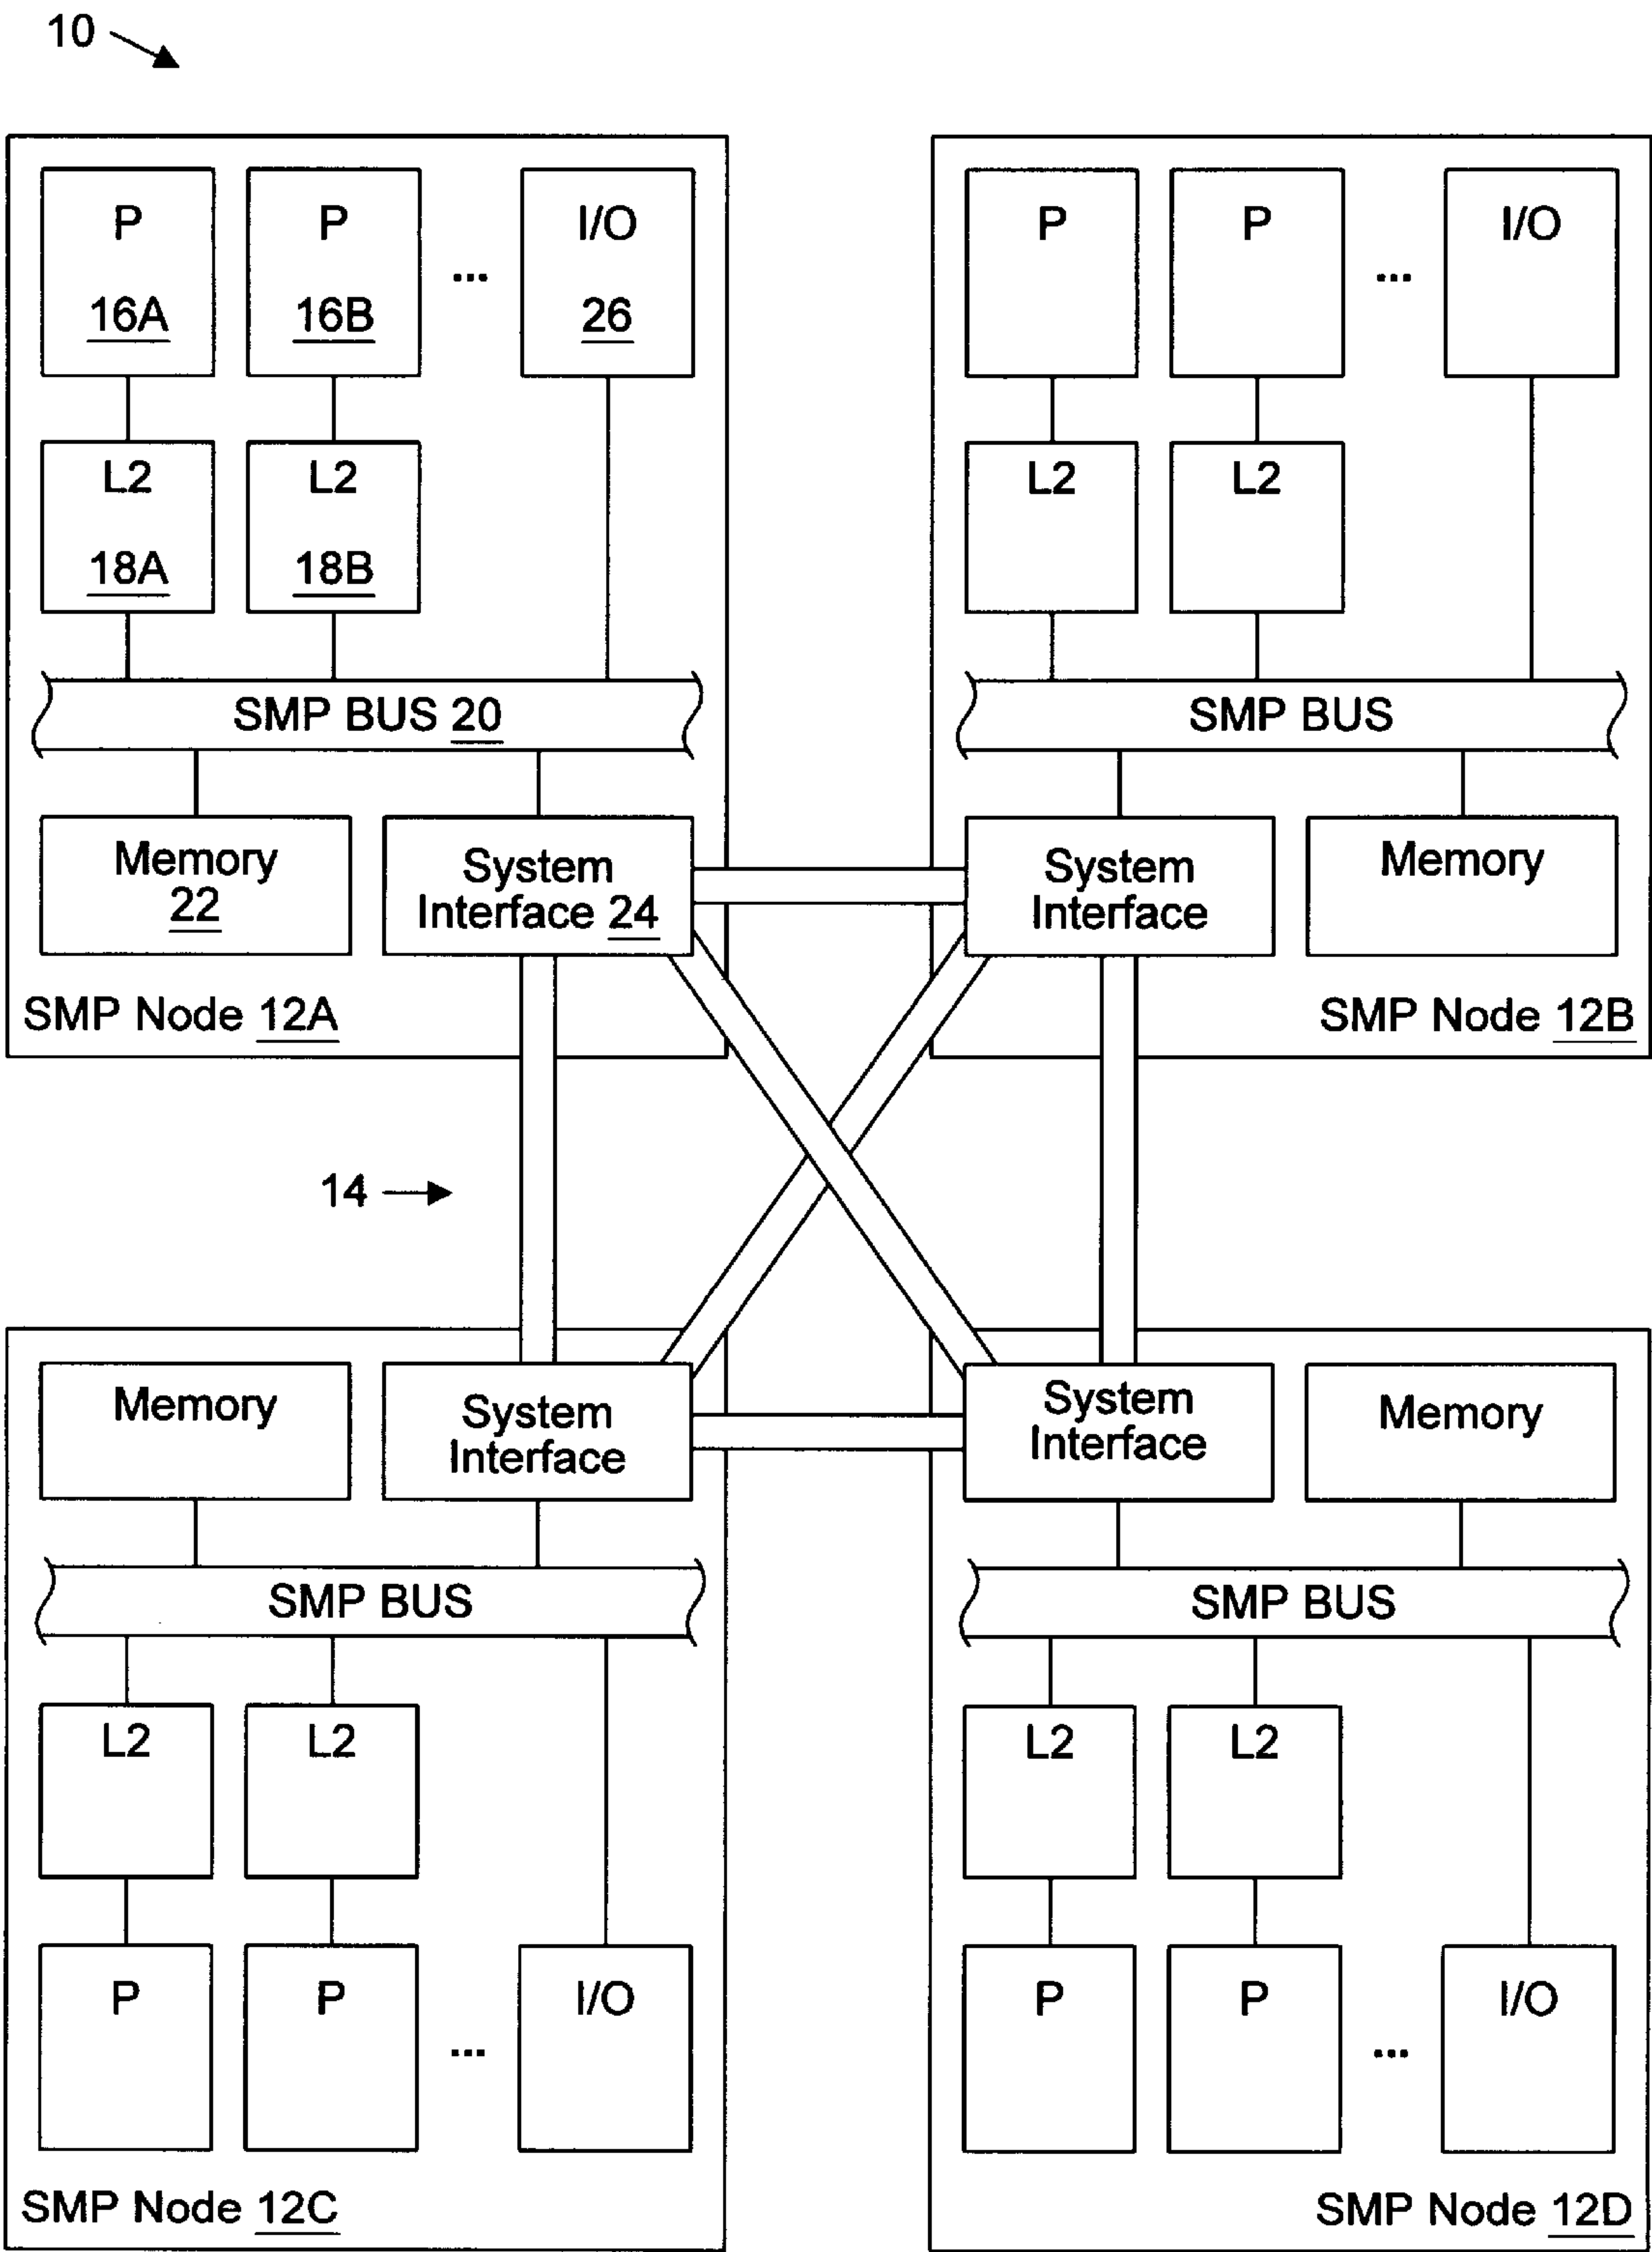 10
P P I/O
16A 16B ... 26
L2 L2
18A 18B
SMP BUS 20
Memory
22
System
Interface 24
SMP Node 12A
P P ... I/O
L2 L2
SMP BUS
System
Interface
Memory
SMP Node 12B
14
Memory
System
Interface
SMP BUS
L2 L2
P P ... I/O
SMP Node 12C
System
Interface
Memory
SMP BUS
L2 L2
P P ... I/O
SMP Node 12D